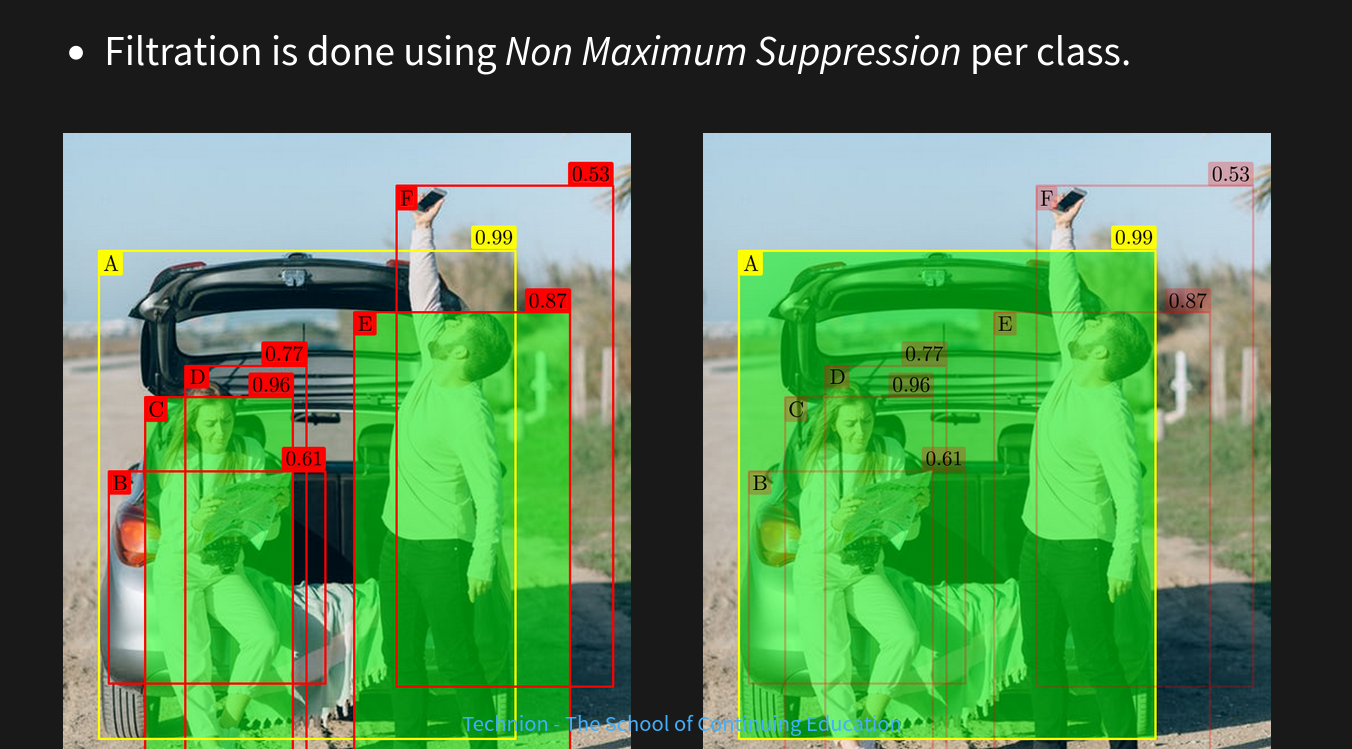 • Filtration is done using Non Maximum Suppression per class.
0.53
F
0.99
A
0.87
E
0.77
D
0.96
C
0.61
B
0.53
F
0.99
A
0.87
E
0.77
D
0.96
C
0.61
B
Technion - The School of Continuing Education